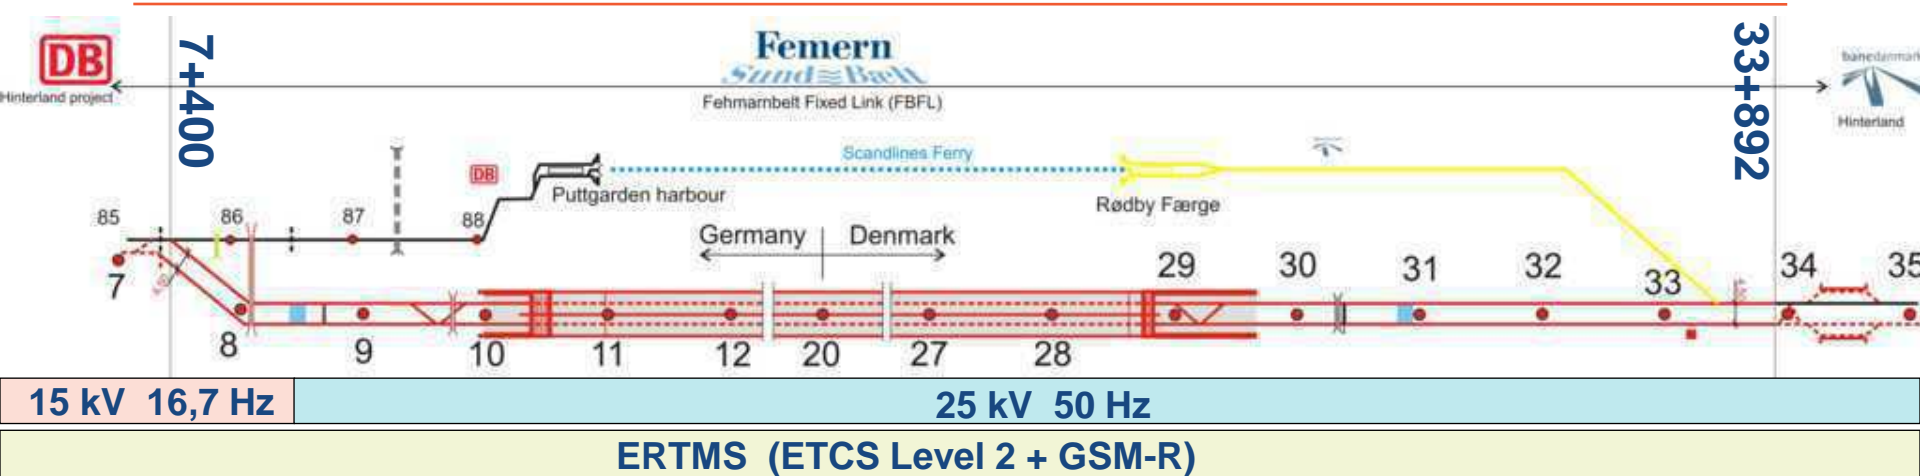 DB
Hinterland project
7+400
Femern
Sund≈Bælt
Fehmarnbelt Fixed Link (FBFL)
33+892
banedanmark
Hinterland
Scandlines Ferry
DB
Puttgarden harbour
Rødby Færge
85
86
87
88
Germany
Denmark
7
8
9
10
11
12
20
27
28
29
30
31
32
33
34
35
15 kV 16,7 Hz
25 kV 50 Hz
ERTMS (ETCS Level 2 + GSM-R)